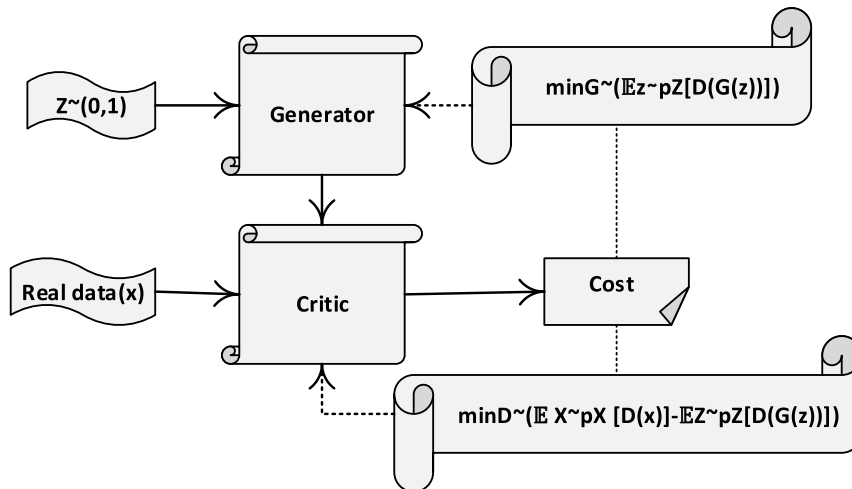 minG~(𝔼z~pZ[D(G(z))])
Z~(0,1)
Generator
Real data(x)
Critic
Cost
minD~(𝔼 X~pX [D(x)]-𝔼Z~pZ[D(G(z))])